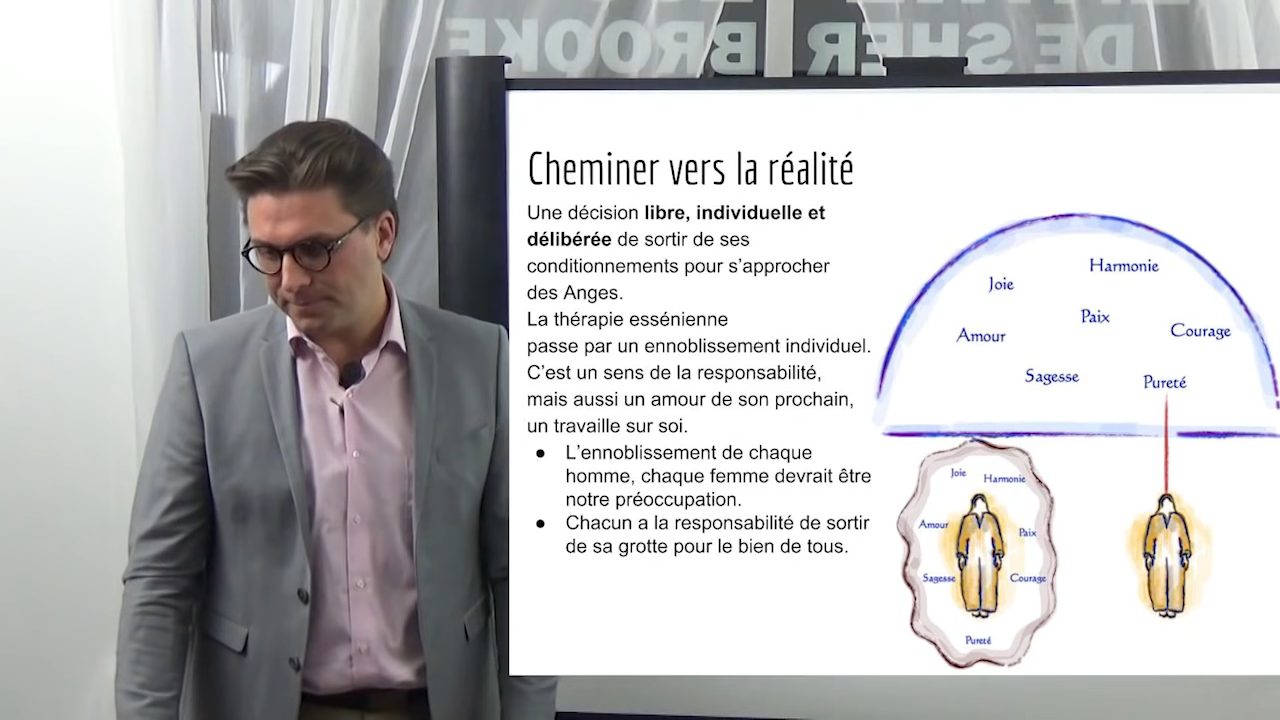 DE SHERBROOKE
Cheminer vers la réalité
Une décision libre, individuelle et
délibérée de sortir de ses
conditionnements pour s’approcher
des Anges.
La thérapie essénienne
passe par un ennoblissement individuel.
C’est un sens de la responsabilité,
mais aussi un amour de son prochain,
un travaille sur soi.
● L’ennoblissement de chaque
homme, chaque femme devrait être
notre préoccupation.
● Chacun a la responsabilité de sortir
de sa grotte pour le bien de tous.
Joie
Harmonie
Amour
Paix
Courage
Sagesse
Pureté
Joie
Harmonie
Amour
Paix
Sagesse
Courage
Pureté